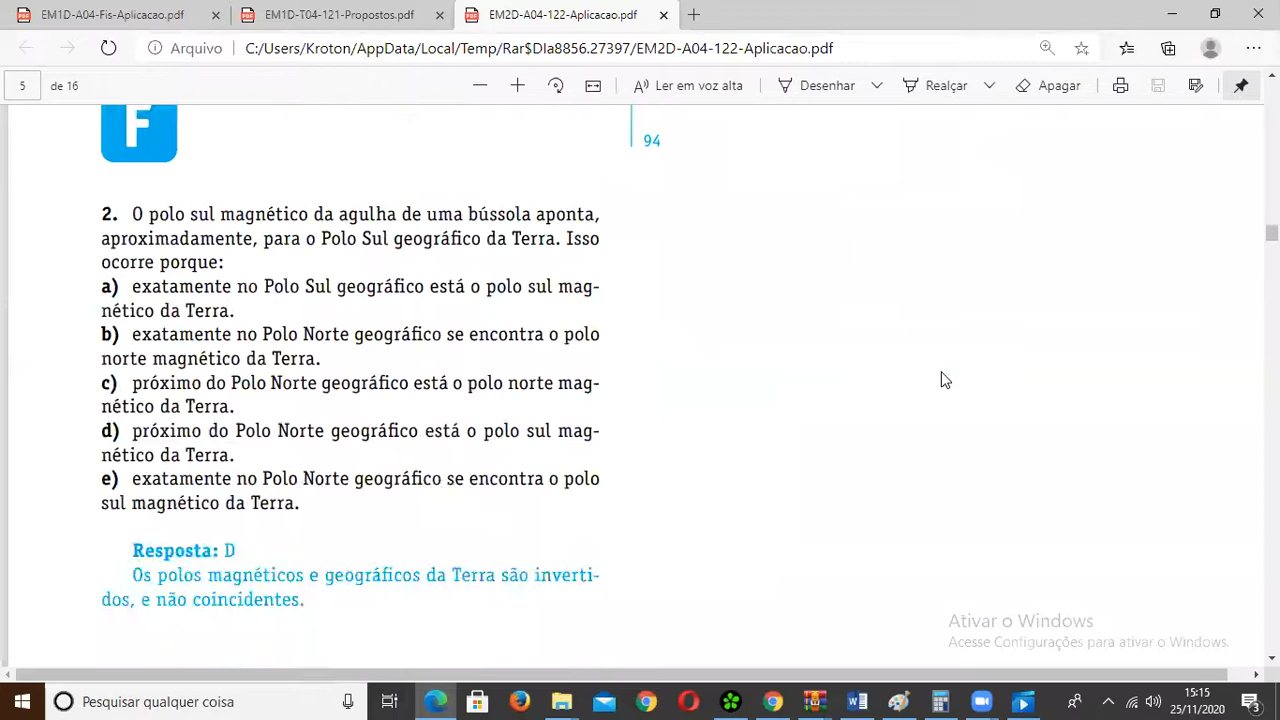 EM1D-A04-Fis-Aplicacao.pdf
EM1D-T04-121-Propostos.pdf
EM2D-A04-122-Aplicacao.pdf
Arquivo
C:/Users/Kroton/AppData/Local/Temp/Rar$DIa8856.27397/EM2D-A04-122-Aplicacao.pdf
5 de 16
Ler em voz alta
Desenhar
Realçar
Apagar
F
94
2. O polo sul magnético da agulha de uma bússola aponta,
aproximadamente, para o Polo Sul geográfico da Terra. Isso
ocorre porque:
a) exatamente no Polo Sul geográfico está o polo sul mag-
nético da Terra.
b) exatamente no Polo Norte geográfico se encontra o polo
norte magnético da Terra.
c) próximo do Polo Norte geográfico está o polo norte mag-
nético da Terra.
d) próximo do Polo Norte geográfico está o polo sul mag-
nético da Terra.
e) exatamente no Polo Norte geográfico se encontra o polo
sul magnético da Terra.
Resposta: D
Os polos magnéticos e geográficos da Terra são inverti-
dos, e não coincidentes.
Ativar o Windows
Acesse Configurações para ativar o Windows.
Pesquisar qualquer coisa
15:15
25/11/2020
3